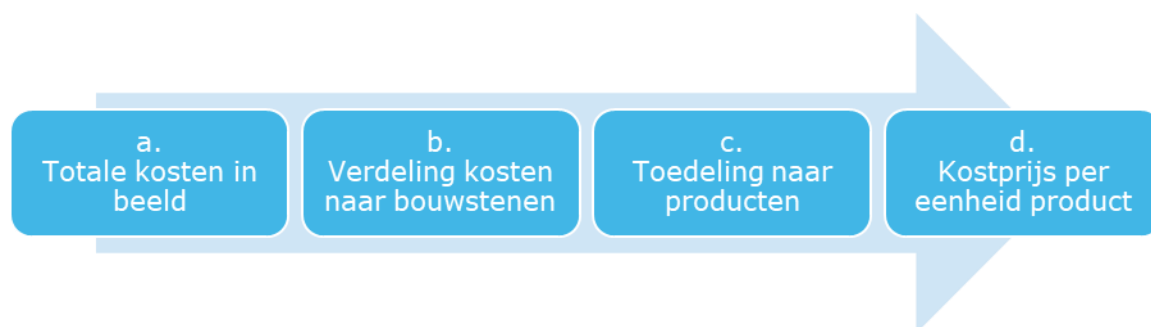 a.
Totale kosten in
beeld
b.
Verdeling kosten
naar bouwstenen
c.
Toedeling naar
producten
d.
Kostprijs per
eenheid product